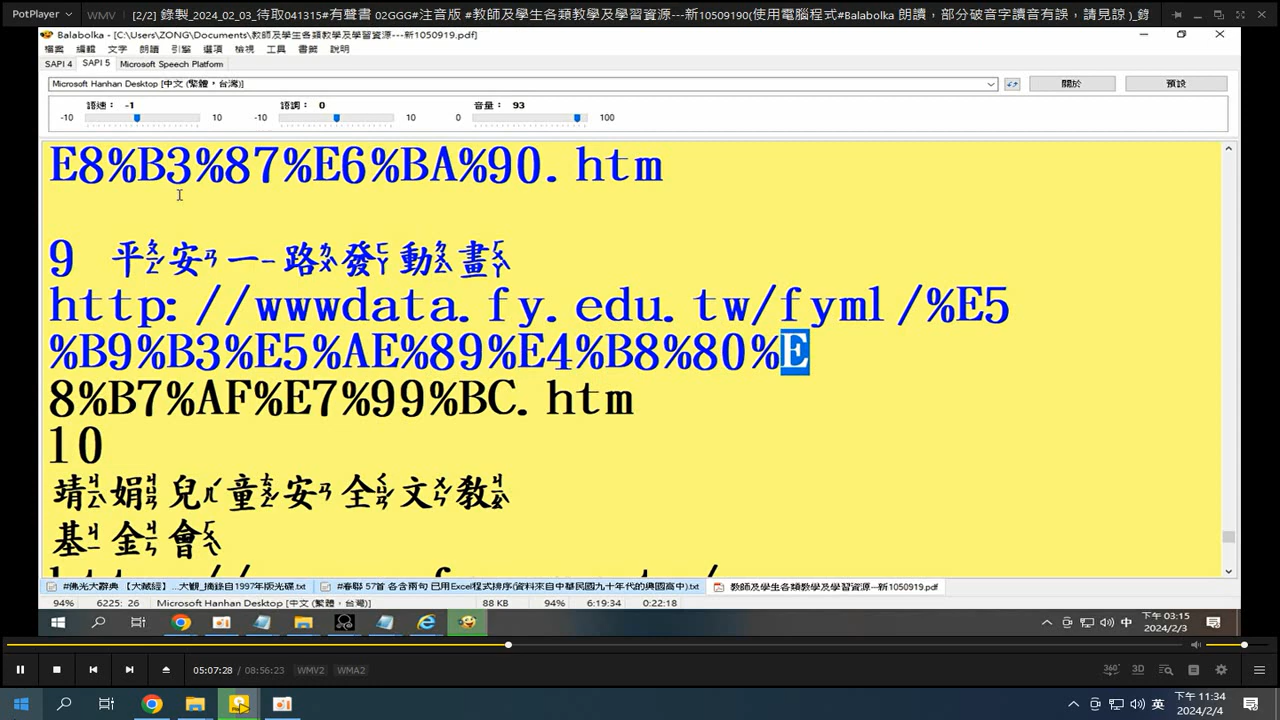 PotPlayer WMV [2/2] 錄製_2024_02_03_待取041315#有聲書 02GGG#注音版 #教師及學生各類教學及學習資源---新10509190(使用電腦程式#Balabolka 朗讀，部分破音字讀音有誤，請見諒 )_錄
Balabolka - [C:\Users\ZONG\Documents\教師及學生各類教學及學習資源---新1050919.pdf]
檔案 編輯 文字 朗讀 引擎 選項 檢視 工具 書籤 說明
SAPI 4 SAPI 5 Microsoft Speech Platform
Microsoft Hanhan Desktop [中文 (繁體，台灣)] 關於 預設
語速： -1 語調： 0 音量： 93
-10 10 -10 10 0 100
E8%B3%87%E6%BA%90.htm
9 平ㄆㄥ安ㄢ一ㄧ路ㄌㄨ發ㄈㄚ動ㄉㄨㄥ畫ㄏㄨㄚ
http://wwwdata.fy.edu.tw/fyml/%E5
%B9%B3%E5%AE%89%E4%B8%80%E
8%B7%AF%E7%99%BC.htm
10
靖娟兒童安全文教
基金會
#佛光大辭典 【大藏經】...大觀_摘錄自1997年版光碟.txt #春聯 57首 各含兩句 已用Excel程式排序(資料來自中華民國九十年代的興國高中).txt 教師及學生各類教學及學習資源---新1050919.pdf
94% 6225: 26 Microsoft Hanhan Desktop [中文 (繁體，台灣)] 88 KB 94% 6:19:34 0:22:18
中 下午 03:15
2024/2/3
05:07:28 / 08:56:23 WMV2 WMA2 360° 3D
英 下午 11:34
2024/2/4